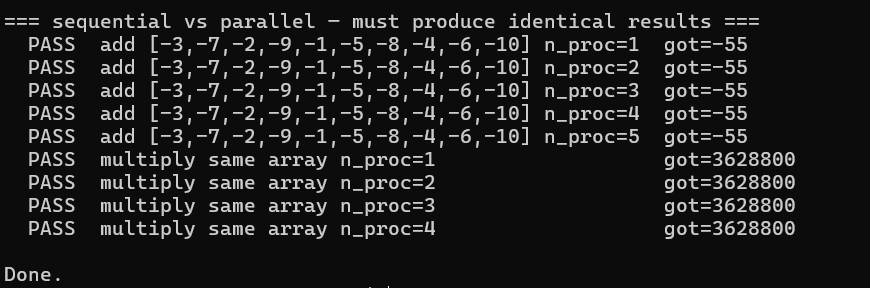 === sequential vs parallel — must produce identical results ===
  PASS  add [-3,-7,-2,-9,-1,-5,-8,-4,-6,-10] n_proc=1  got=-55
  PASS  add [-3,-7,-2,-9,-1,-5,-8,-4,-6,-10] n_proc=2  got=-55
  PASS  add [-3,-7,-2,-9,-1,-5,-8,-4,-6,-10] n_proc=3  got=-55
  PASS  add [-3,-7,-2,-9,-1,-5,-8,-4,-6,-10] n_proc=4  got=-55
  PASS  add [-3,-7,-2,-9,-1,-5,-8,-4,-6,-10] n_proc=5  got=-55
  PASS  multiply same array n_proc=1                   got=3628800
  PASS  multiply same array n_proc=2                   got=3628800
  PASS  multiply same array n_proc=3                   got=3628800
  PASS  multiply same array n_proc=4                   got=3628800
Done.